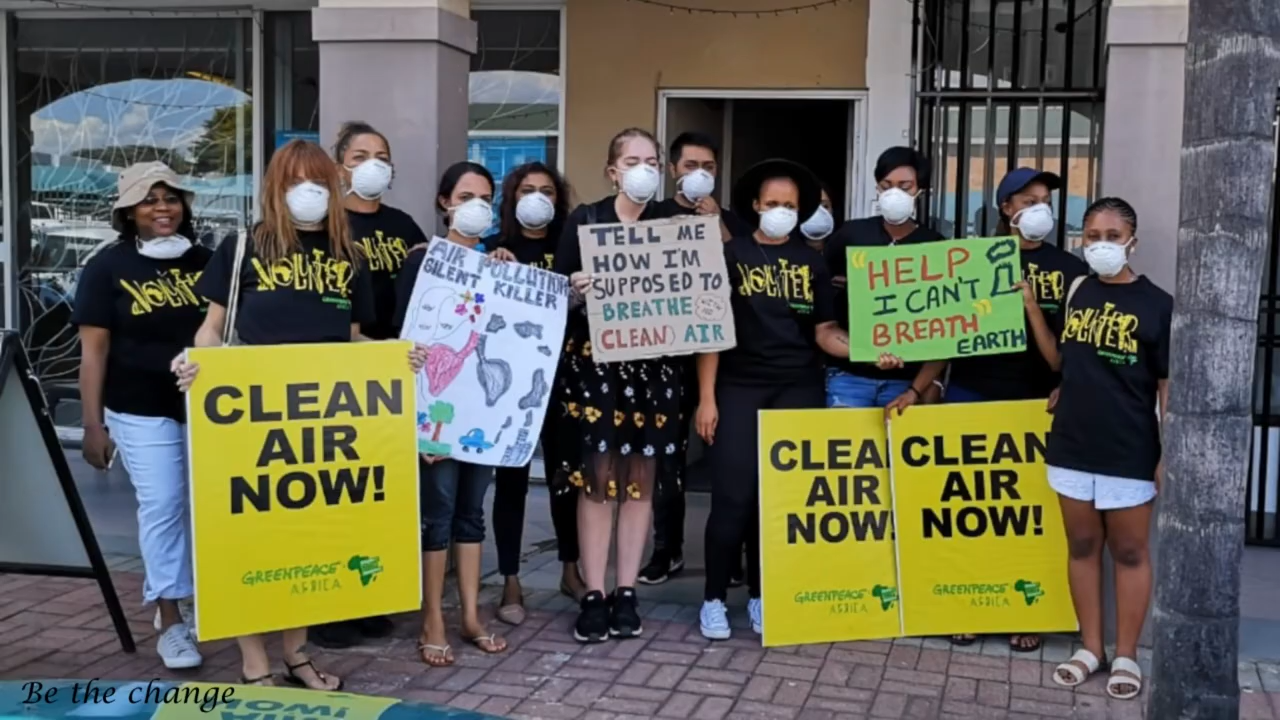 AIR POLLUTION
SILENT KILLER
TELL ME
HOW I'M
SUPPOSED TO
BREATHE
(CLEAN) AIR
"HELP
I CAN'T
BREATH"
EARTH
CLEAN
AIR
NOW!
GREENPEACE
AFRICA
CLEA
AIR
NOW!
GREENPEACE
AFRICA
CLEAN
AIR
NOW!
GREENPEACE
AFRICA
Be the change